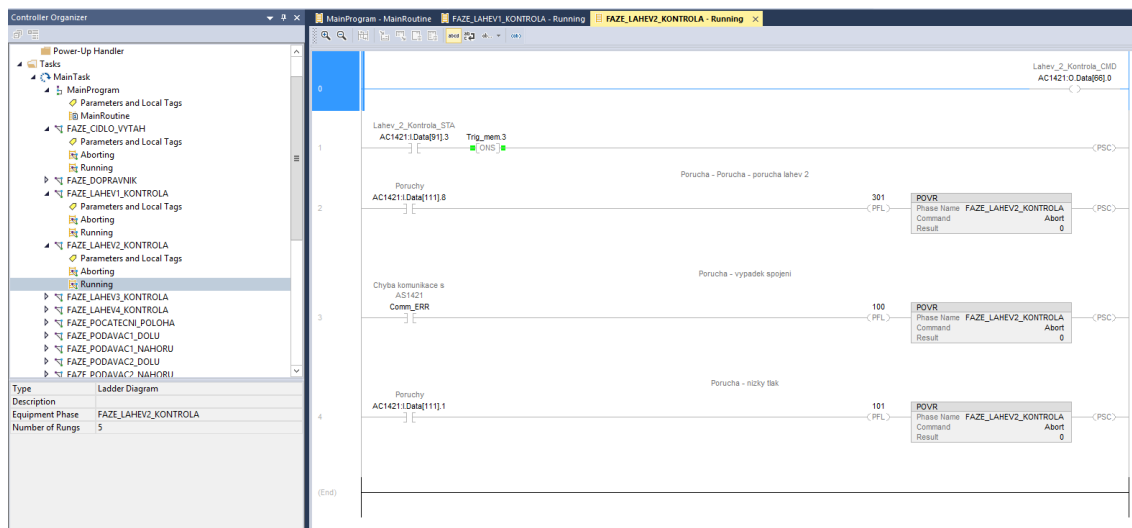 Controller Organizer
Power-Up Handler
Tasks
MainTask
MainProgram
Parameters and Local Tags
MainRoutine
FAZE_CIDLO_VYTAH
Parameters and Local Tags
Aborting
Running
FAZE_DOPRAVNIK
FAZE_LAHEV1_KONTROLA
Parameters and Local Tags
Aborting
Running
FAZE_LAHEV2_KONTROLA
Parameters and Local Tags
Aborting
Running
FAZE_LAHEV3_KONTROLA
FAZE_LAHEV4_KONTROLA
FAZE_POCATECNI_POLOHA
FAZE_PODAVAC1_DOLU
FAZE_PODAVAC1_NAHORU
FAZE_PODAVAC2_DOLU
FAZE_PODAVAC2_NAHORU
Type Ladder Diagram
Description
Equipment Phase FAZE_LAHEV2_KONTROLA
Number of Rungs 5
MainProgram - MainRoutine FAZE_LAHEV1_KONTROLA - Running FAZE_LAHEV2_KONTROLA - Running
0
Lahev_2_Kontrola_CMD
AC1421:O.Data[66].0
Lahev_2_Kontrola_STA
AC1421:I.Data[91].3 Trig_mem.3
1 ONS PSC
Porucha - Porucha - porucha lahev 2
Poruchy
AC1421:I.Data[111].8 301 POVR
2 PFL Phase Name FAZE_LAHEV2_KONTROLA PSC
Command Abort
Result 0
Porucha - vypadek spojeni
Chyba komunikace s
AS1421
Comm_ERR 100 POVR
3 PFL Phase Name FAZE_LAHEV2_KONTROLA PSC
Command Abort
Result 0
Porucha - nizky tlak
Poruchy
AC1421:I.Data[111].1 101 POVR
4 PFL Phase Name FAZE_LAHEV2_KONTROLA PSC
Command Abort
Result 0
(End)